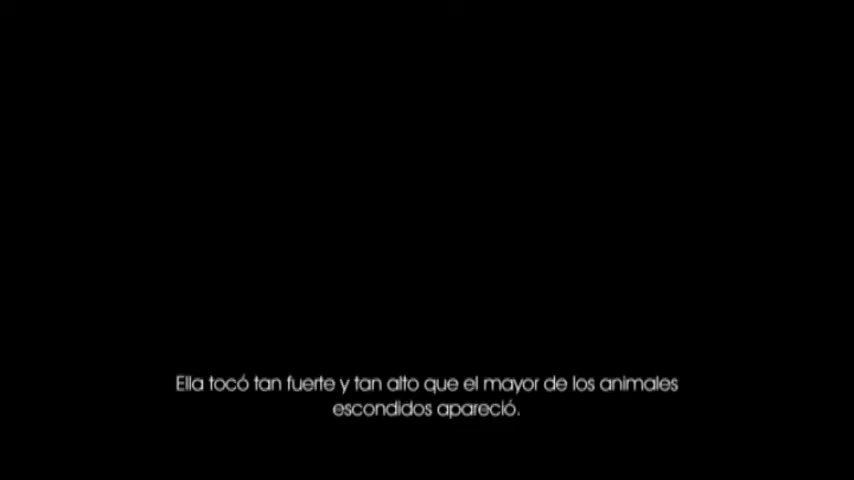 Ella tocó tan fuerte y tan alto que el mayor de los animales
escondidos apareció.